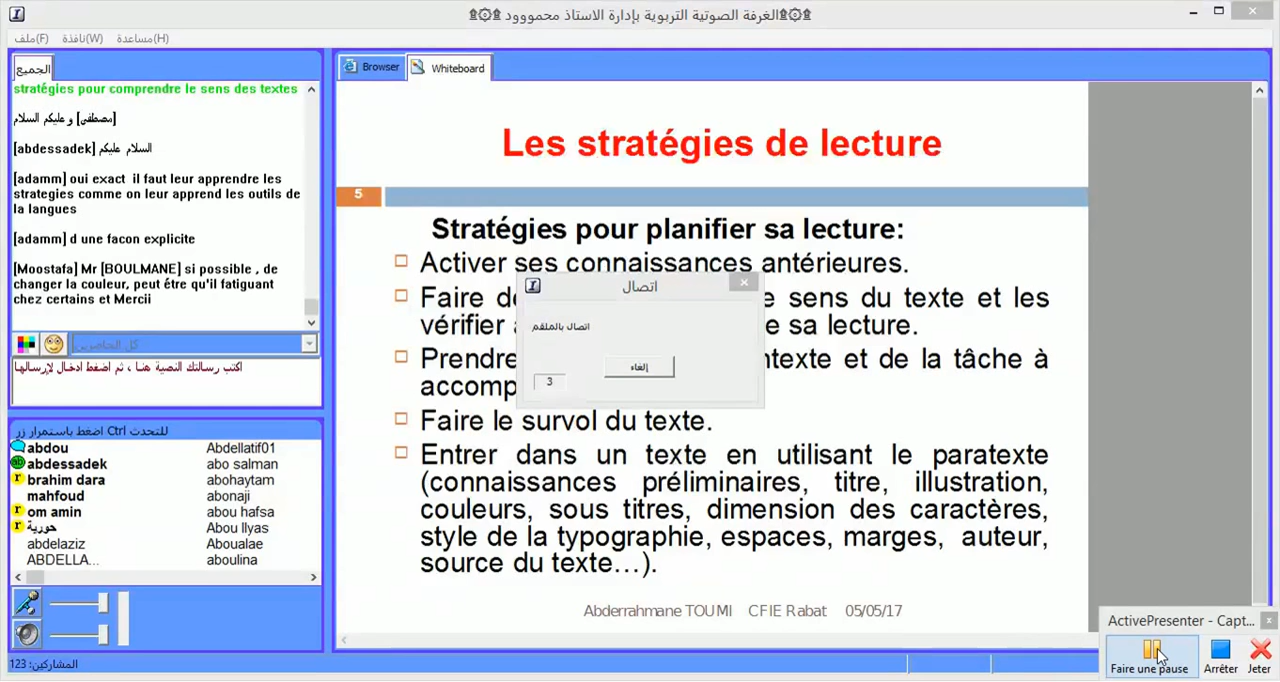 ۩۞۩الغرفة الصوتية التربوية بإدارة الاستاذ محمووود۩۞۩
ملف(F) نافذة(W) مساعدة(H)
الجميع
stratégies pour comprendre le sens des textes
[مصطفى] و عليكم السلام
[abdessadek] السلام عليكم
[adamm] oui exact il faut leur apprendre les
strategies comme on leur apprend les outils de
la langues
[adamm] d une facon explicite
[Moostafa] Mr [BOULMANE] si possible , de
changer la couleur, peut étre qu'il fatiguant
chez certains et Mercii
كل الحاضرين
اكتب رسالتك النصية هنا ، ثم اضغط ادخال لإرسالها
للتحدث Ctrl اضغط باستمرار زر
abdou Abdellatif01
abdessadek abo salman
brahim dara abohaytam
mahfoud abonaji
om amin abou hafsa
حورية Abou Ilyas
abdelaziz Aboualae
ABDELLA... aboulina
المشاركين: 123
Browser Whiteboard
Les stratégies de lecture
5
Stratégies pour planifier sa lecture:
Activer ses connaissances antérieures.
Faire de sens du texte et les
vérifier sa lecture.
Prendre texte et de la tâche à
accomp
Faire le survol du texte.
Entrer dans un texte en utilisant le paratexte
(connaissances préliminaires, titre, illustration,
couleurs, sous titres, dimension des caractères,
style de la typographie, espaces, marges, auteur,
source du texte…).
Abderrahmane TOUMI CFIE Rabat 05/05/17
اتصال
اتصال بالملقم
إلغاء
3
ActivePresenter - Capt...
Faire une pause Arrêter Jeter